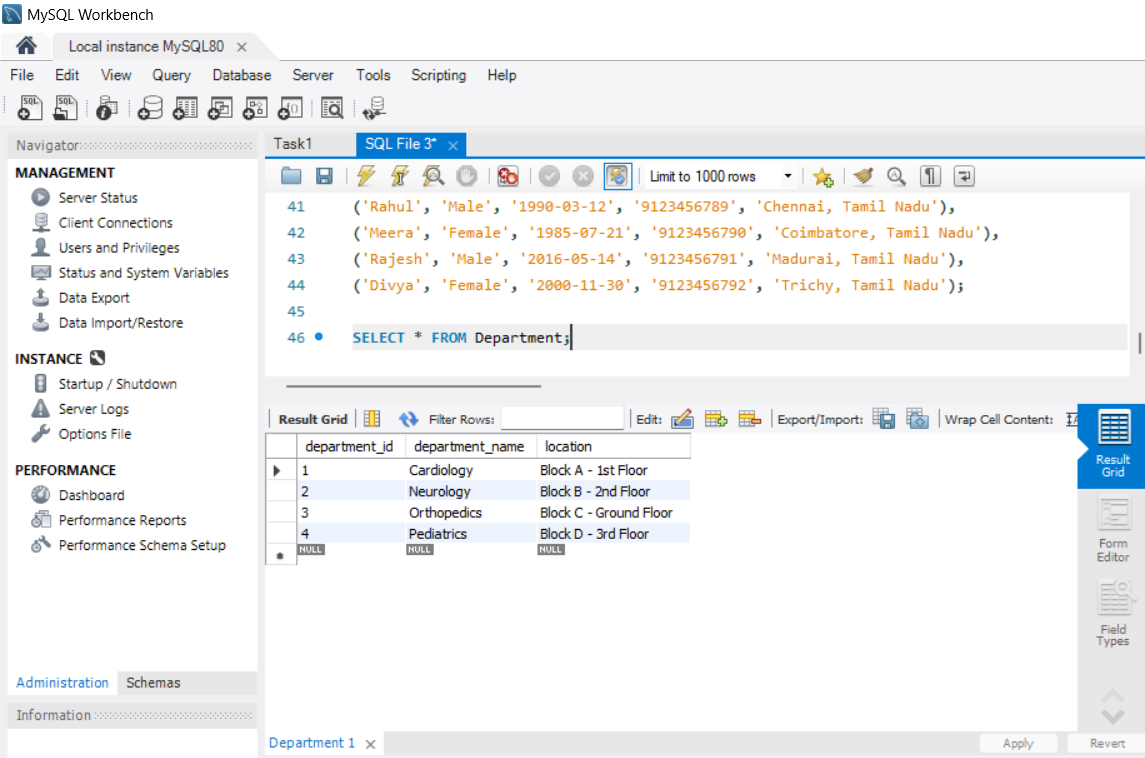 MySQL Workbench
Local instance MySQL80
File Edit View Query Database Server Tools Scripting Help
Navigator
MANAGEMENT
Server Status
Client Connections
Users and Privileges
Status and System Variables
Data Export
Data Import/Restore
INSTANCE
Startup / Shutdown
Server Logs
Options File
PERFORMANCE
Dashboard
Performance Reports
Performance Schema Setup
Administration Schemas
Information
Task1 SQL File 3*
Limit to 1000 rows
41 ('Rahul', 'Male', '1990-03-12', '9123456789', 'Chennai, Tamil Nadu'),
42 ('Meera', 'Female', '1985-07-21', '9123456790', 'Coimbatore, Tamil Nadu'),
43 ('Rajesh', 'Male', '2016-05-14', '9123456791', 'Madurai, Tamil Nadu'),
44 ('Divya', 'Female', '2000-11-30', '9123456792', 'Trichy, Tamil Nadu');
45
46 SELECT * FROM Department;
Result Grid Filter Rows: Edit: Export/Import: Wrap Cell Content:
department_id department_name location
1 Cardiology Block A - 1st Floor
2 Neurology Block B - 2nd Floor
3 Orthopedics Block C - Ground Floor
4 Pediatrics Block D - 3rd Floor
NULL NULL NULL
Result
Grid
Form
Editor
Field
Types
Department 1
Apply Revert